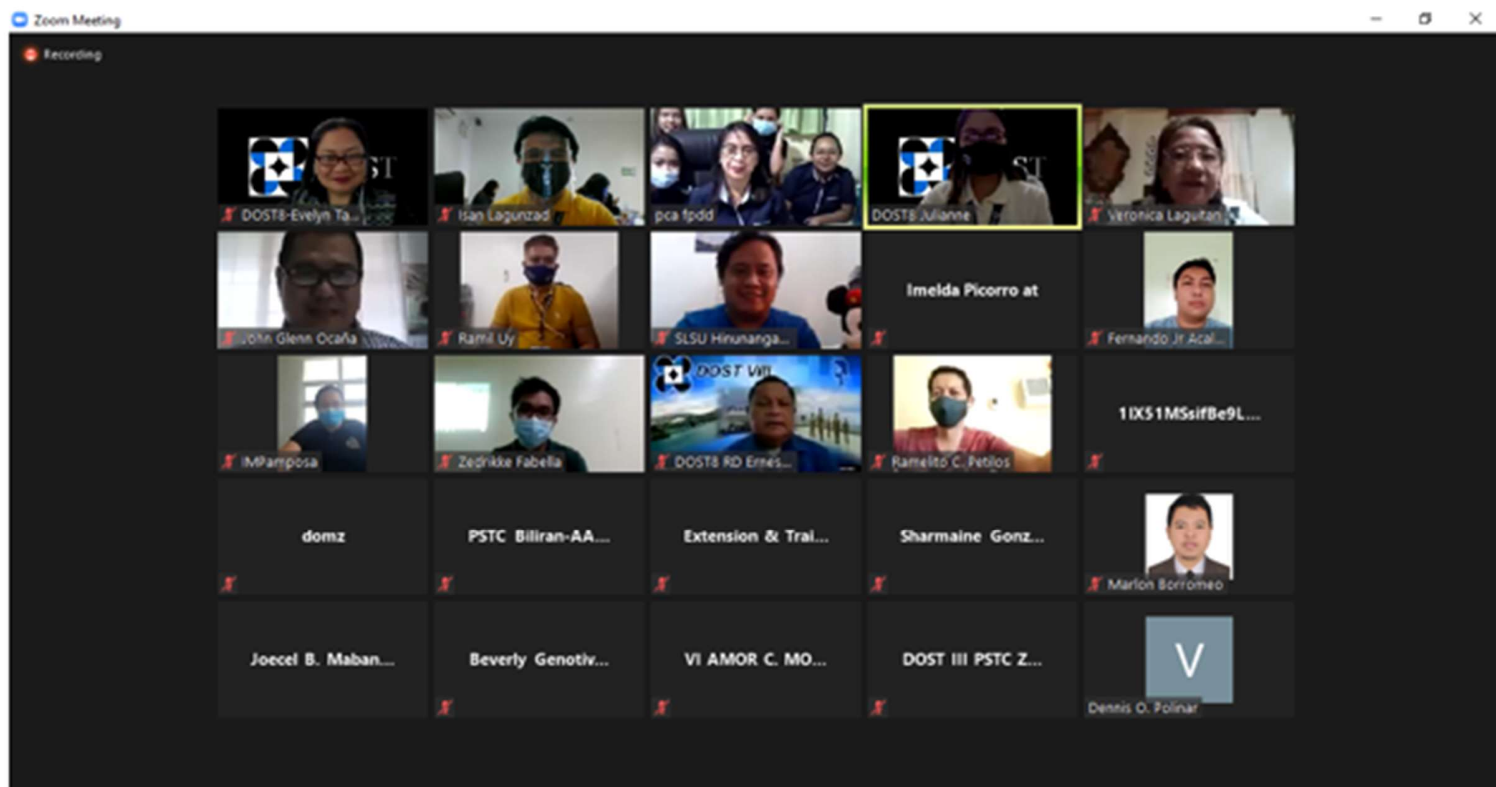 Zoom Meeting
Recording
DOST8-Evelyn Ta...
Isan Lagunzad
pca fpdd
DOST8 Julianne
Veronica Laguitan
John Glenn Ocaña
Ramil Uy
SLSU Hinunanga...
Imelda Picorro at
Fernando Jr Acal...
IMPamposa
Zedrikke Fabella
DOST VIII
DOST8 RD Ernes...
Ramelito C. Petilos
1IX51MSsifBe9L...
domz
PSTC Biliran-AA...
Extension & Trai...
Sharmaine Gonz...
Marlon Borromeo
Joecel B. Maban...
Beverly Genotiv...
VI AMOR C. MO...
DOST III PSTC Z...
V
Dennis O. Polinar